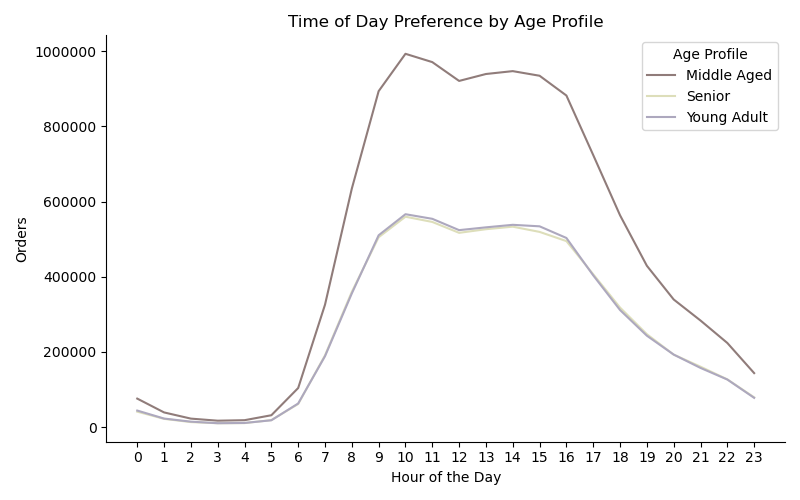 Time of Day Preference by Age Profile
Age Profile
Middle Aged
Senior
Young Adult
Orders
1000000
800000
600000
400000
200000
0
0 1 2 3 4 5 6 7 8 9 10 11 12 13 14 15 16 17 18 19 20 21 22 23
Hour of the Day